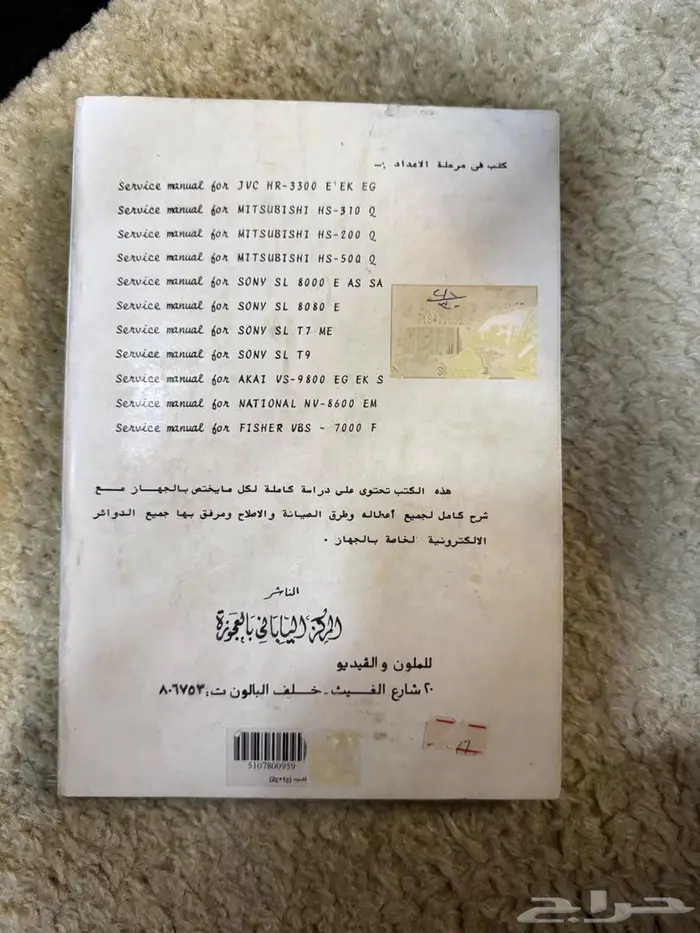 كتب فى مرحلة الاعداد :-
Service manual for JVC HR-3300 E'EK EG
Service manual for MITSUBISHI HS-310 Q
Service manual for MITSUBISHI HS-200 Q
Service manual for MITSUBISHI HS-500 Q
Service manual for SONY SL 8000 E AS SA
Service manual for SONY SL 8080 E
Service manual for SONY SL T7 ME
Service manual for SONY SL T9
Service manual for AKAI VS-9800 EG EK S
Service manual for NATIONAL NV-8600 EM
Service manual for FISHER VBS - 7000 F
هذه الكتب تحتوى على دراسة كاملة لكل مايختص بالجهاز مع
شرح كامل لجميع أعطاله وطرق الصيانة والاصلاح ومرفق بها جميع الدوائر
الالكترونية لخاصة بالجهاز .
الناشر
المركز اليابانى بالعجوزة
للملون والفيديو
٢٠ شارع الغيث - خلف البالون ت: ٨٠٦٧٥٣
5107800959
حراج